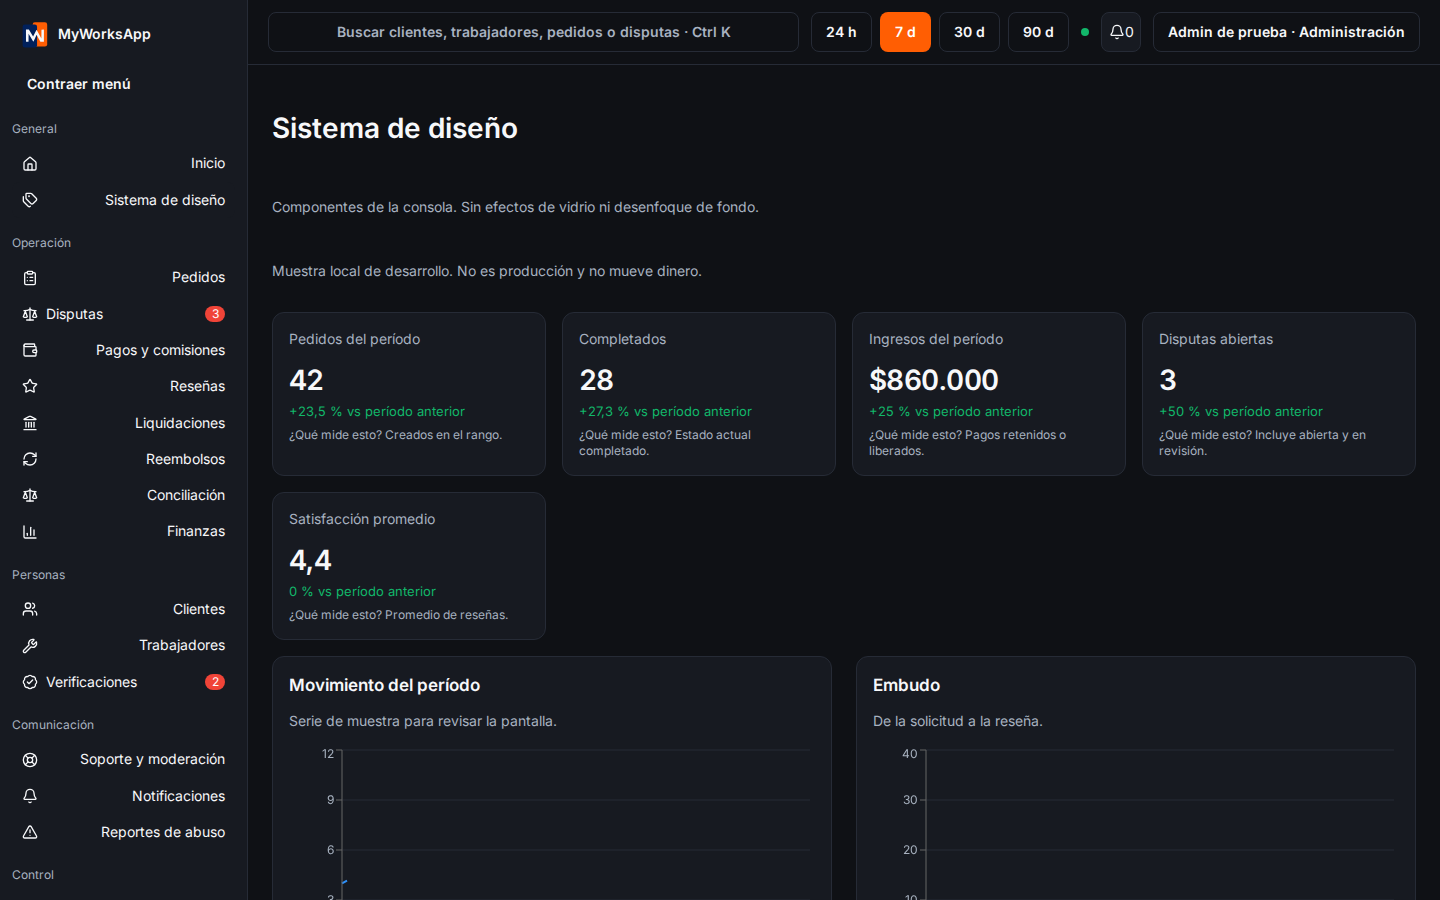 MyWorksApp
Buscar clientes, trabajadores, pedidos o disputas · Ctrl K
24 h
7 d
30 d
90 d
0
Admin de prueba · Administración
Contraer menú
General
Inicio
Sistema de diseño
Operación
Pedidos
Disputas 3
Pagos y comisiones
Reseñas
Liquidaciones
Reembolsos
Conciliación
Finanzas
Personas
Clientes
Trabajadores
Verificaciones 2
Comunicación
Soporte y moderación
Notificaciones
Reportes de abuso
Control
Sistema de diseño
Componentes de la consola. Sin efectos de vidrio ni desenfoque de fondo.
Muestra local de desarrollo. No es producción y no mueve dinero.
Pedidos del período
42
+23,5 % vs período anterior
¿Qué mide esto? Creados en el rango.
Completados
28
+27,3 % vs período anterior
¿Qué mide esto? Estado actual
completado.
Ingresos del período
$860.000
+25 % vs período anterior
¿Qué mide esto? Pagos retenidos o
liberados.
Disputas abiertas
3
+50 % vs período anterior
¿Qué mide esto? Incluye abierta y en
revisión.
Satisfacción promedio
4,4
0 % vs período anterior
¿Qué mide esto? Promedio de reseñas.
Movimiento del período
Serie de muestra para revisar la pantalla.
12
9
6
3
Embudo
De la solicitud a la reseña.
40
30
20
10